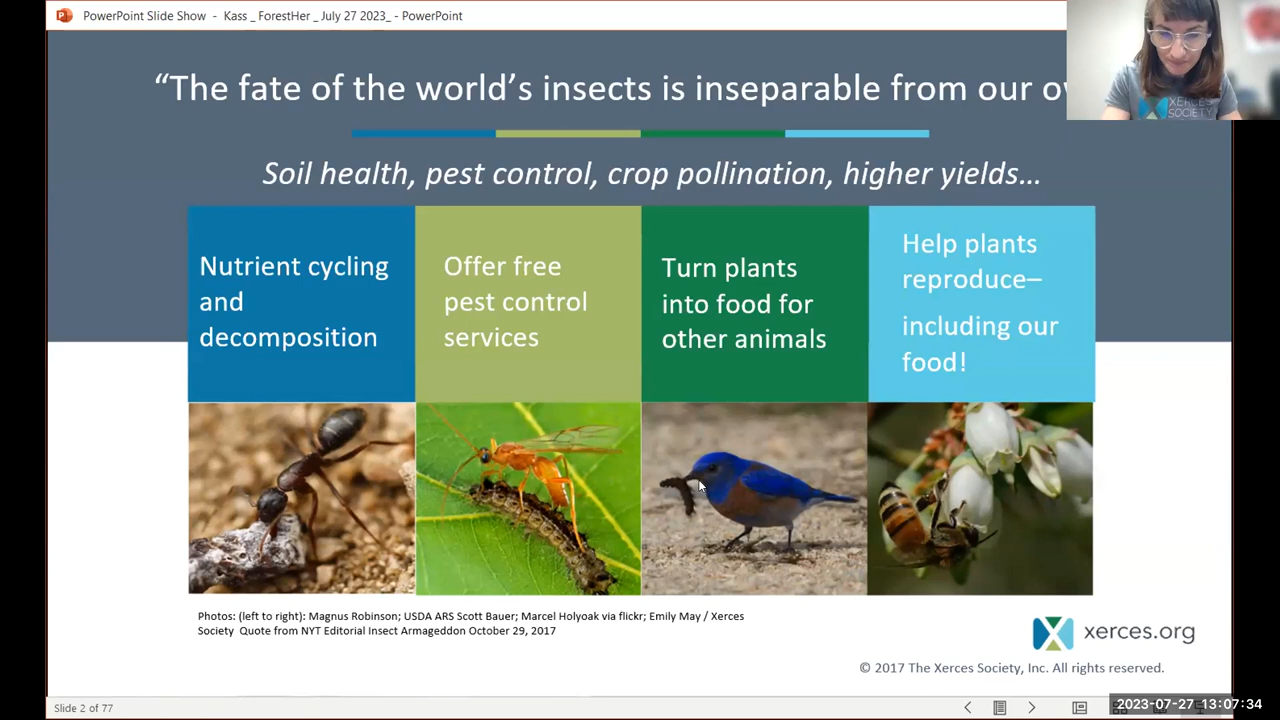 PowerPoint Slide Show - Kass _ ForestHer _ July 27 2023_ - PowerPoint
“The fate of the world’s insects is inseparable from our
XERCES
SOCIETY
Soil health, pest control, crop pollination, higher yields…
Nutrient cycling
and
decomposition
Offer free
pest control
services
Turn plants
into food for
other animals
Help plants
reproduce–
including our
food!
Photos: (left to right): Magnus Robinson; USDA ARS Scott Bauer; Marcel Holyoak via flickr; Emily May / Xerces
Society Quote from NYT Editorial Insect Armageddon October 29, 2017
xerces.org
© 2017 The Xerces Society, Inc. All rights reserved.
Slide 2 of 77
2023-07-27 13:07:34